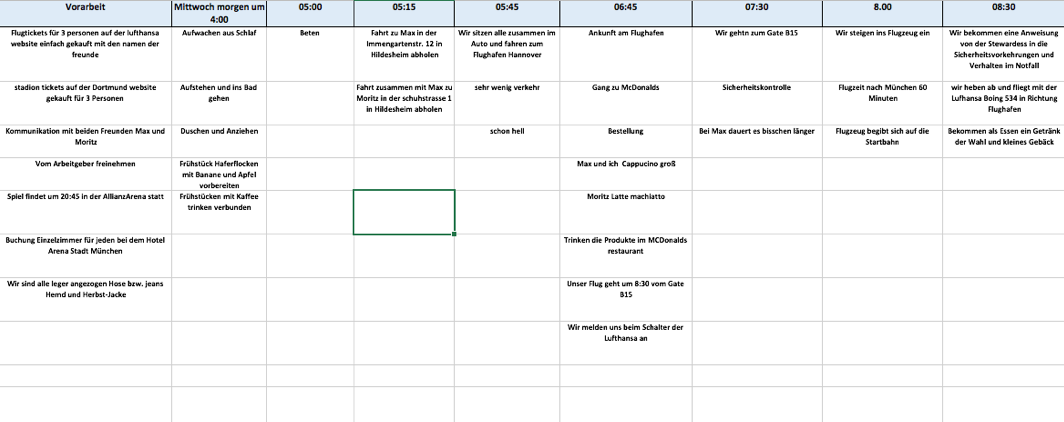 Vorarbeit
Mittwoch morgen um
4:00
05:00
05:15
05:45
06:45
07:30
8.00
08:30
Flugtickets für 3 personen auf der lufthansa
website einfach gekauft mit den namen der
freunde
Aufwachen aus Schlaf
Beten
Fahrt zu Max in der
Immengartenstr. 12 in
Hildesheim abholen
Wir sitzen alle zusammen im
Auto und fahren zum
Flughafen Hannover
Ankunft am Flughafen
Wir gehtn zum Gate B15
Wir steigen ins Flugzeug ein
Wir bekommen eine Anweisung
von der Stewardess in die
Sicherheitsvorkehrungen und
Verhalten im Notfall
stadion tickets auf der Dortmund website
gekauft für 3 Personen
Aufstehen und ins Bad
gehen
Fahrt zusammen mit Max zu
Moritz in der schuhstrasse 1
in Hildesheim abholen
sehr wenig verkehr
Gang zu McDonalds
Sicherheitskontrolle
Flugzeit nach München 60
Minuten
wir heben ab und fliegt mit der
Lufhansa Boing 534 in Richtung
Flughafen
Kommunikation mit beiden Freunden Max und
Moritz
Duschen und Anziehen
schon hell
Bestellung
Bei Max dauert es bisschen länger
Flugzeug begibt sich auf die
Startbahn
Bekommen als Essen ein Getränk
der Wahl und kleines Gebäck
Vom Arbeitgeber freinehmen
Frühstück Haferflocken
mit Banane und Apfel
vorbereiten
Max und ich Cappucino groß
Spiel findet um 20:45 in der AllianzArena statt
Frühstücken mit Kaffee
trinken verbunden
Moritz Latte machiatto
Buchung Einzelzimmer für jeden bei dem Hotel
Arena Stadt München
Trinken die Produkte im MCDonalds
restaurant
Wir sind alle leger angezogen Hose bzw. jeans
Hemd und Herbst-Jacke
Unser Flug geht um 8:30 vom Gate
B15
Wir melden uns beim Schalter der
Lufthansa an